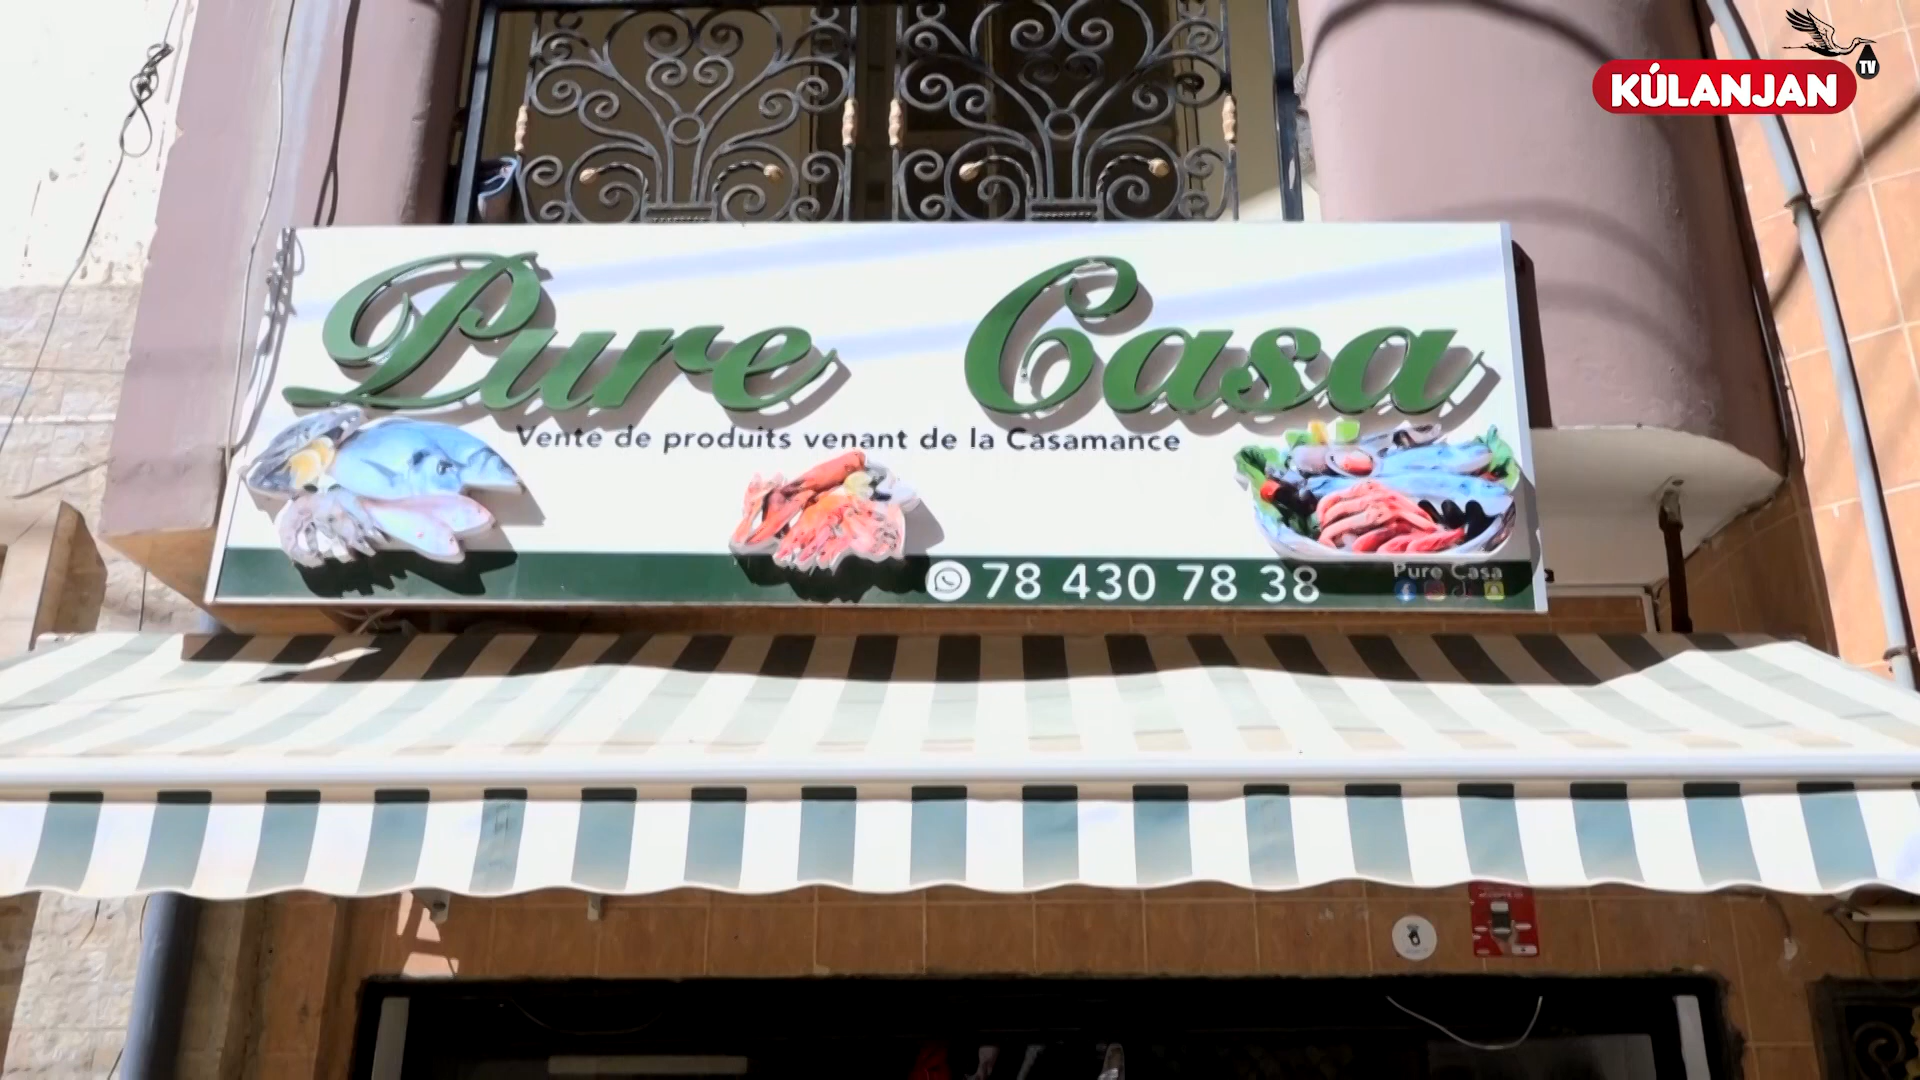 KÚLANJAN
TV
Pure Casa
Vente de produits venant de la Casamance
78 430 78 38
Pure Casa